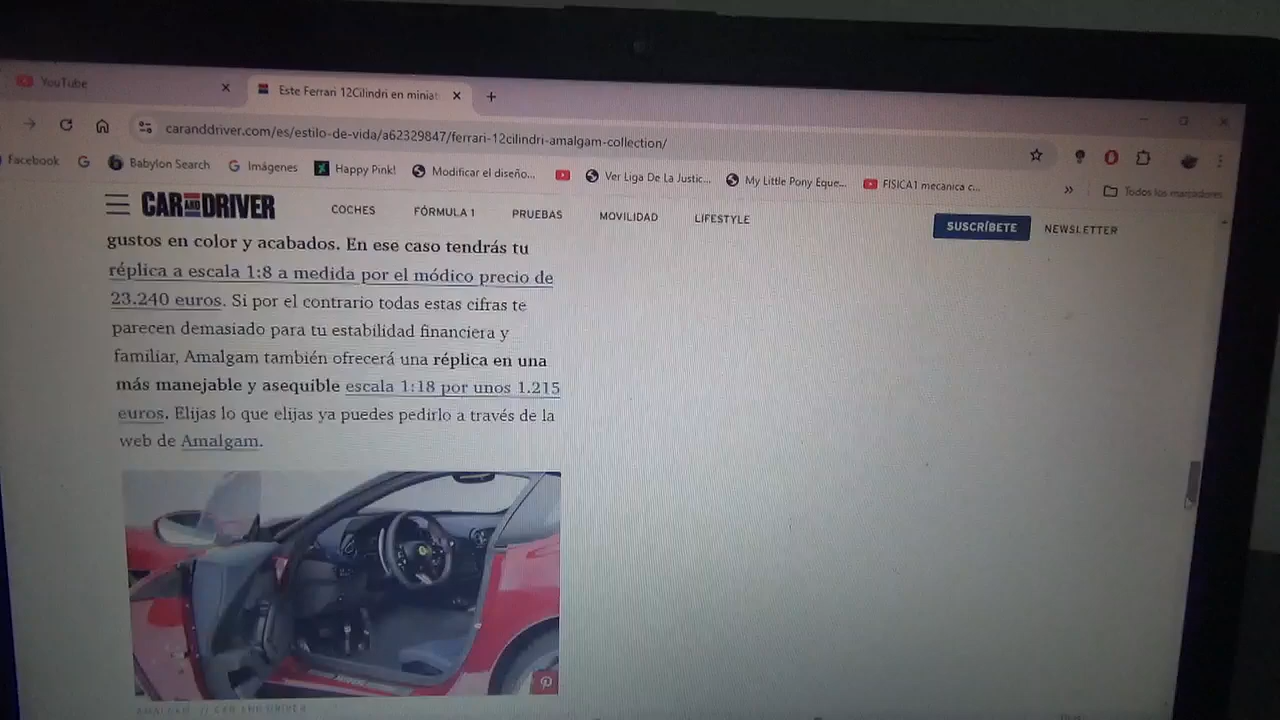 YouTube
Este Ferrari 12Cilindri en miniat
caranddriver.com/es/estilo-de-vida/a62329847/ferrari-12cilindri-amalgam-collection/
Facebook
Babylon Search
Imágenes
Happy Pink!
Modificar el diseño...
Ver Liga De La Justic...
My Little Pony Eque...
FISICA1 mecanica c...
»
Todos los marcadores
CAR AND DRIVER
COCHES
FÓRMULA 1
PRUEBAS
MOVILIDAD
LIFESTYLE
SUSCRÍBETE
NEWSLETTER
gustos en color y acabados. En ese caso tendrás tu
réplica a escala 1:8 a medida por el módico precio de
23.240 euros. Si por el contrario todas estas cifras te
parecen demasiado para tu estabilidad financiera y
familiar, Amalgam también ofrecerá una réplica en una
más manejable y asequible escala 1:18 por unos 1.215
euros. Elijas lo que elijas ya puedes pedirlo a través de la
web de Amalgam.
AMALGAM // CAR AND DRIVER